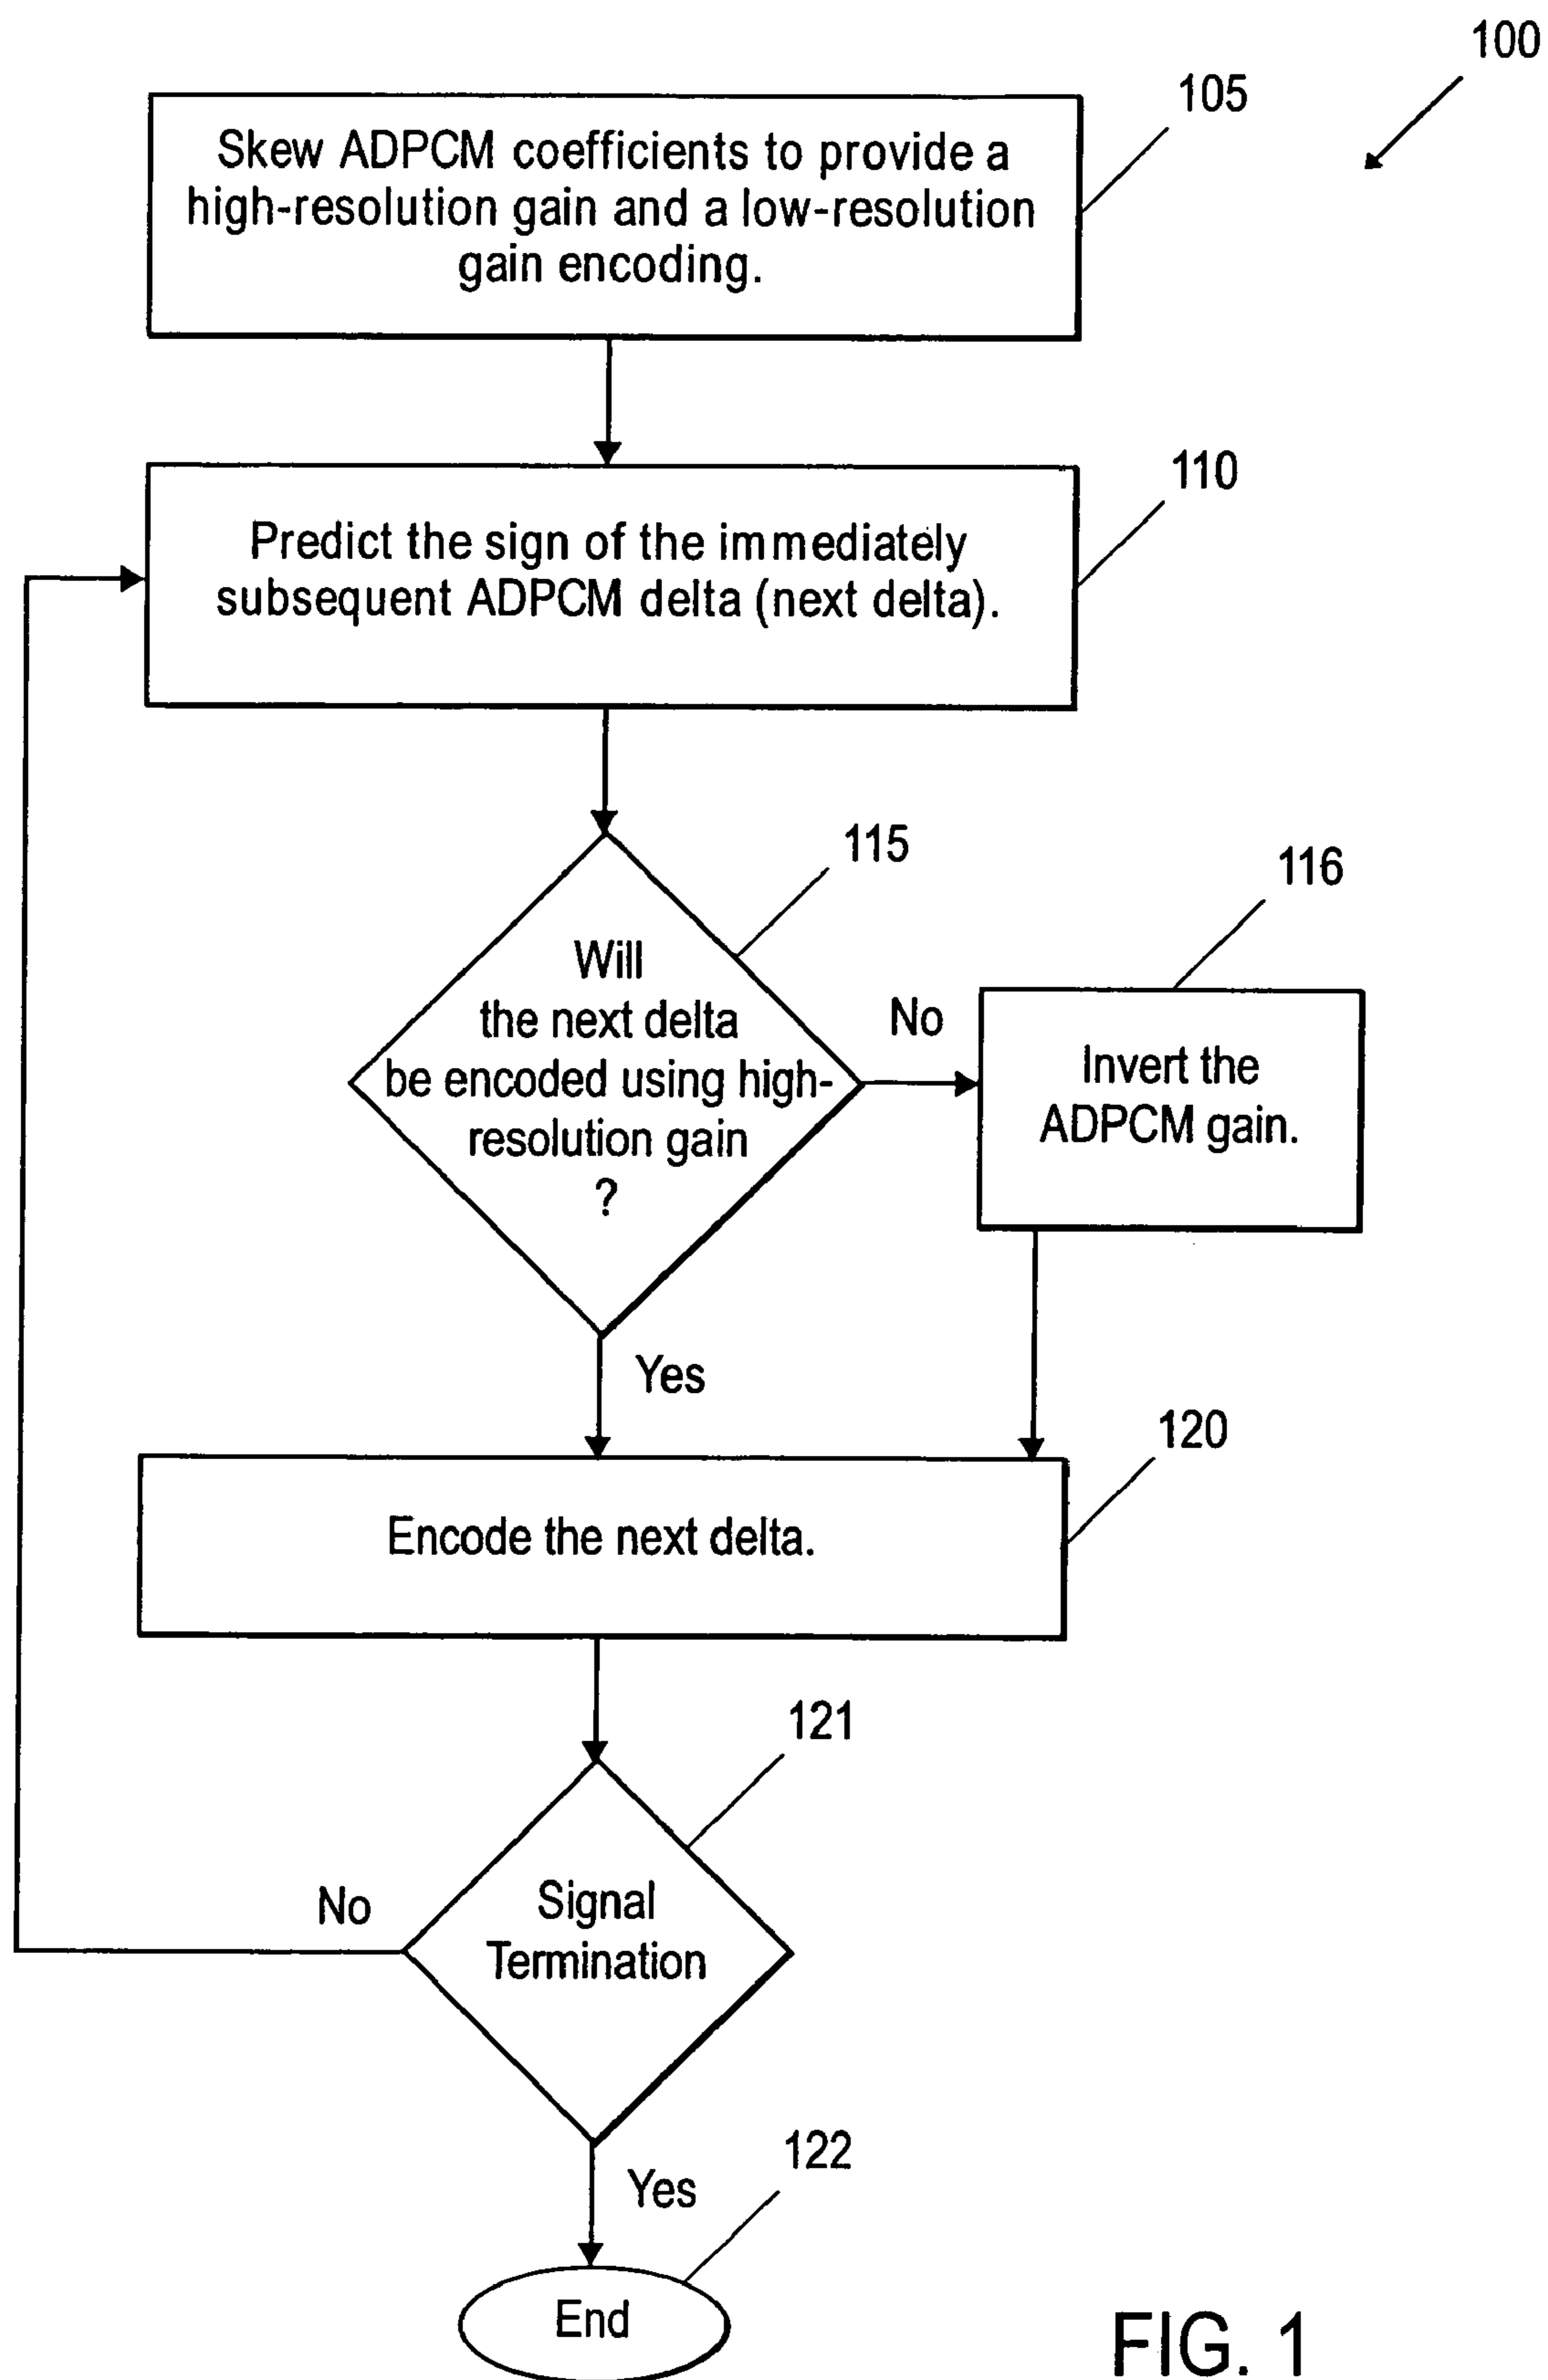 100
105
Skew ADPCM coefficients to provide a
high-resolution gain and a low-resolution
gain encoding.
110
Predict the sign of the immediately
subsequent ADPCM delta (next delta).
115
116
Will
the next delta
be encoded using high-
resolution gain
?
No
Invert the
ADPCM gain.
Yes
120
Encode the next delta.
121
Signal
Termination
No
Yes
122
End
FIG. 1